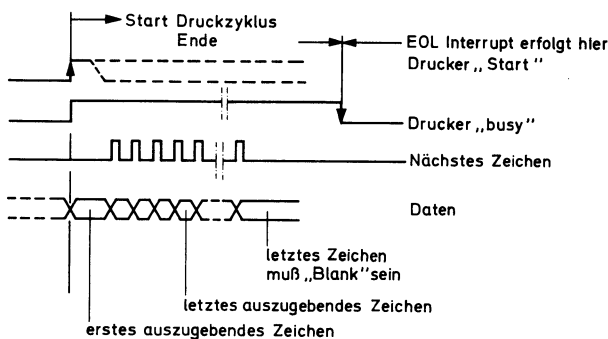 Start Druckzyklus
Ende
EOL Interrupt erfolgt hier
Drucker „Start"
Drucker „busy"
Nächstes Zeichen
Daten
letztes Zeichen
muß „Blank" sein
letztes auszugebendes Zeichen
erstes auszugebendes Zeichen